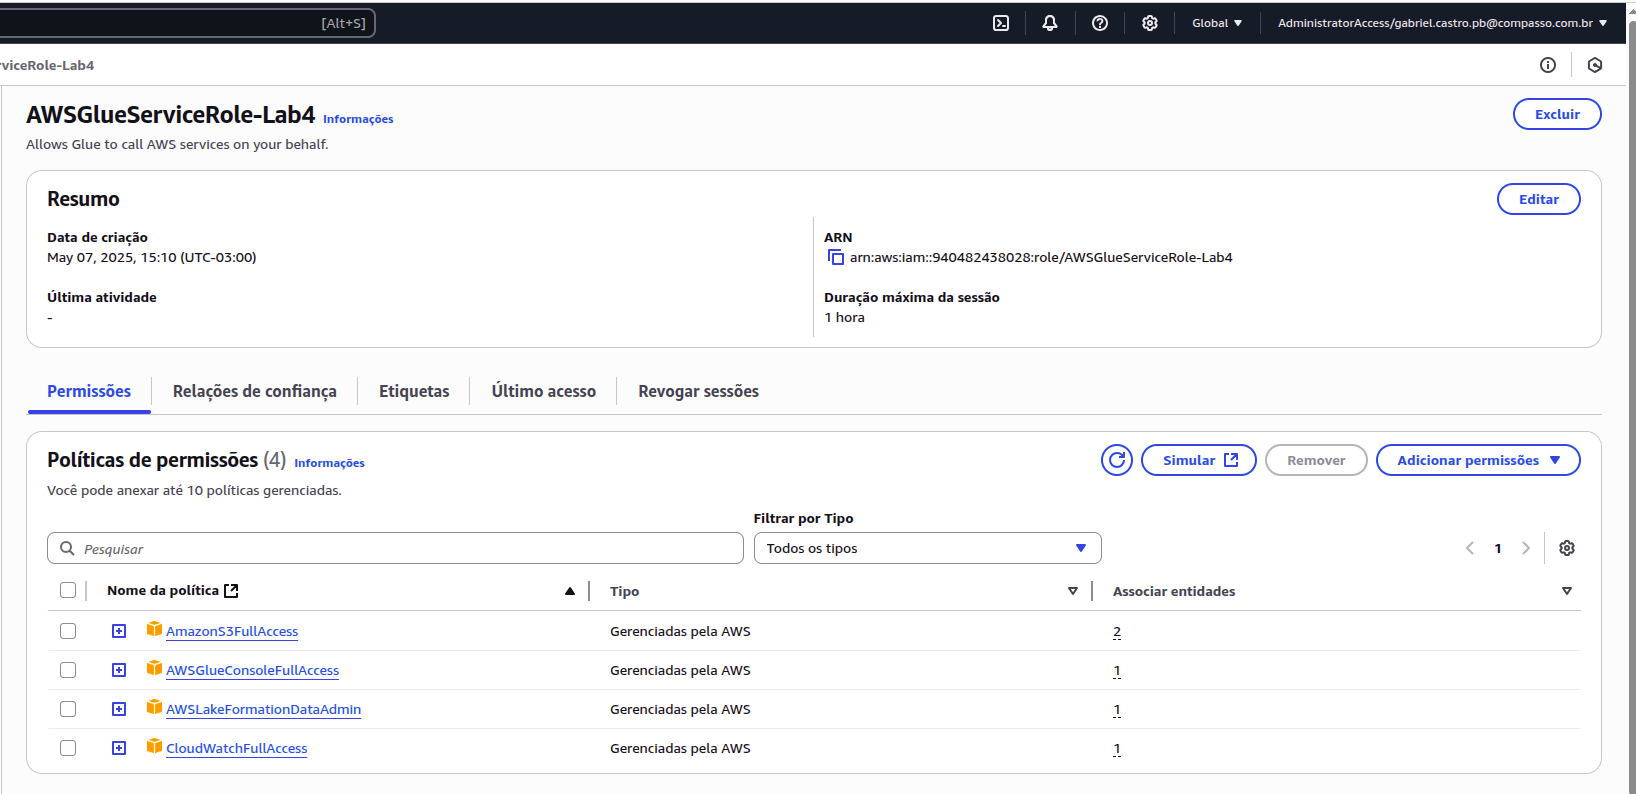 [Alt+S]
Global
AdministratorAccess/gabriel.castro.pb@compasso.com.br
viceRole-Lab4
AWSGlueServiceRole-Lab4 Informações
Excluir
Allows Glue to call AWS services on your behalf.
Resumo
Editar
Data de criação
May 07, 2025, 15:10 (UTC-03:00)
ARN
arn:aws:iam::940482438028:role/AWSGlueServiceRole-Lab4
Última atividade
-
Duração máxima da sessão
1 hora
Permissões
Relações de confiança
Etiquetas
Último acesso
Revogar sessões
Políticas de permissões (4) Informações
Simular
Remover
Adicionar permissões
Você pode anexar até 10 políticas gerenciadas.
Filtrar por Tipo
Pesquisar
Todos os tipos
1
Nome da política
Tipo
Associar entidades
AmazonS3FullAccess
Gerenciadas pela AWS
2
AWSGlueConsoleFullAccess
Gerenciadas pela AWS
1
AWSLakeFormationDataAdmin
Gerenciadas pela AWS
1
CloudWatchFullAccess
Gerenciadas pela AWS
1